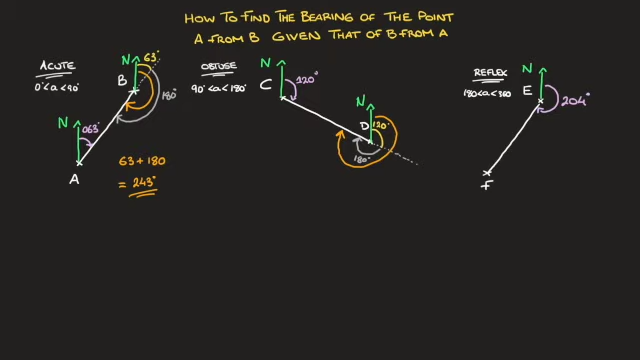 HOW TO FIND THE BEARING OF THE POINT
A FROM B GIVEN THAT OF B FROM A
ACUTE
0°<a<90°
N
63°
B
180°
N
063°
A
63 + 180
= 243°
OBTUSE
90°<a<180°
N
C
120°
N
D
120°
180°
REFLEX
180<a<360
N
E
204°
F